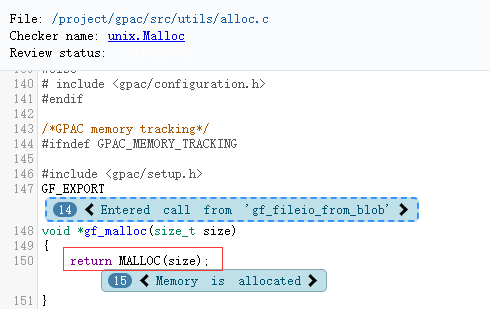 File: /project/gpac/src/utils/alloc.c
Checker name: unix.Malloc
Review status:
140 # include <gpac/configuration.h>
141 #endif
142
143 /*GPAC memory tracking*/
144 #ifndef GPAC_MEMORY_TRACKING
145
146 #include <gpac/setup.h>
147 GF_EXPORT
14 Entered call from 'gf_fileio_from_blob'
148 void *gf_malloc(size_t size)
149 {
150 return MALLOC(size);
15 Memory is allocated
151 }